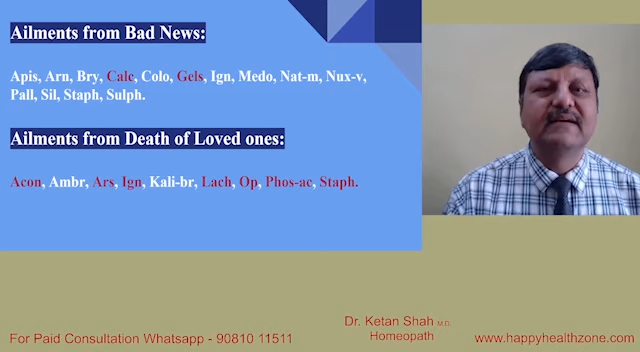 Ailments from Bad News:
Apis, Arn, Bry, Calc, Colo, Gels, Ign, Medo, Nat-m, Nux-v,
Pall, Sil, Staph, Sulph.
Ailments from Death of Loved ones:
Acon, Ambr, Ars, Ign, Kali-br, Lach, Op, Phos-ac, Staph.
Dr. Ketan Shah M.D.
Homeopath
For Paid Consultation Whatsapp - 90810 11511
www.happyhealthzone.com